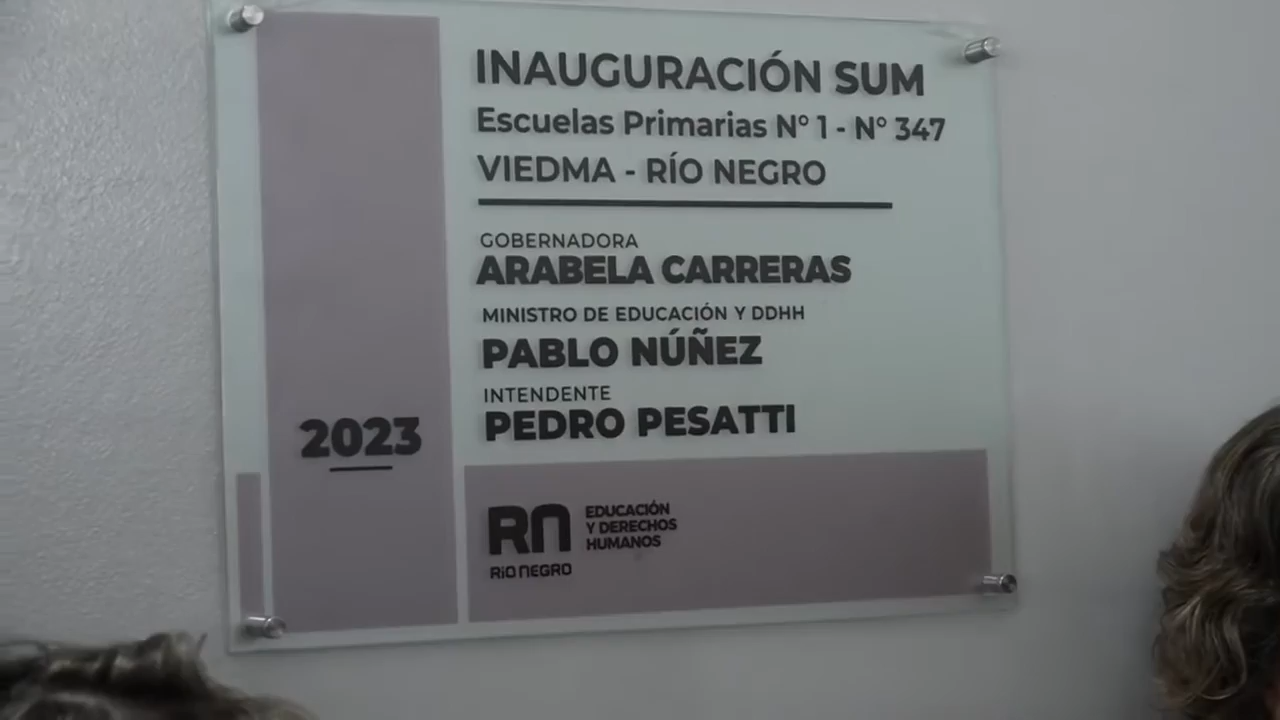 INAUGURACIÓN SUM
Escuelas Primarias N° 1 - N° 347
VIEDMA - RÍO NEGRO
GOBERNADORA
ARABELA CARRERAS
MINISTRO DE EDUCACIÓN Y DDHH
PABLO NÚÑEZ
INTENDENTE
PEDRO PESATTI
2023
RN
RÍO NEGRO
EDUCACIÓN
Y DERECHOS
HUMANOS